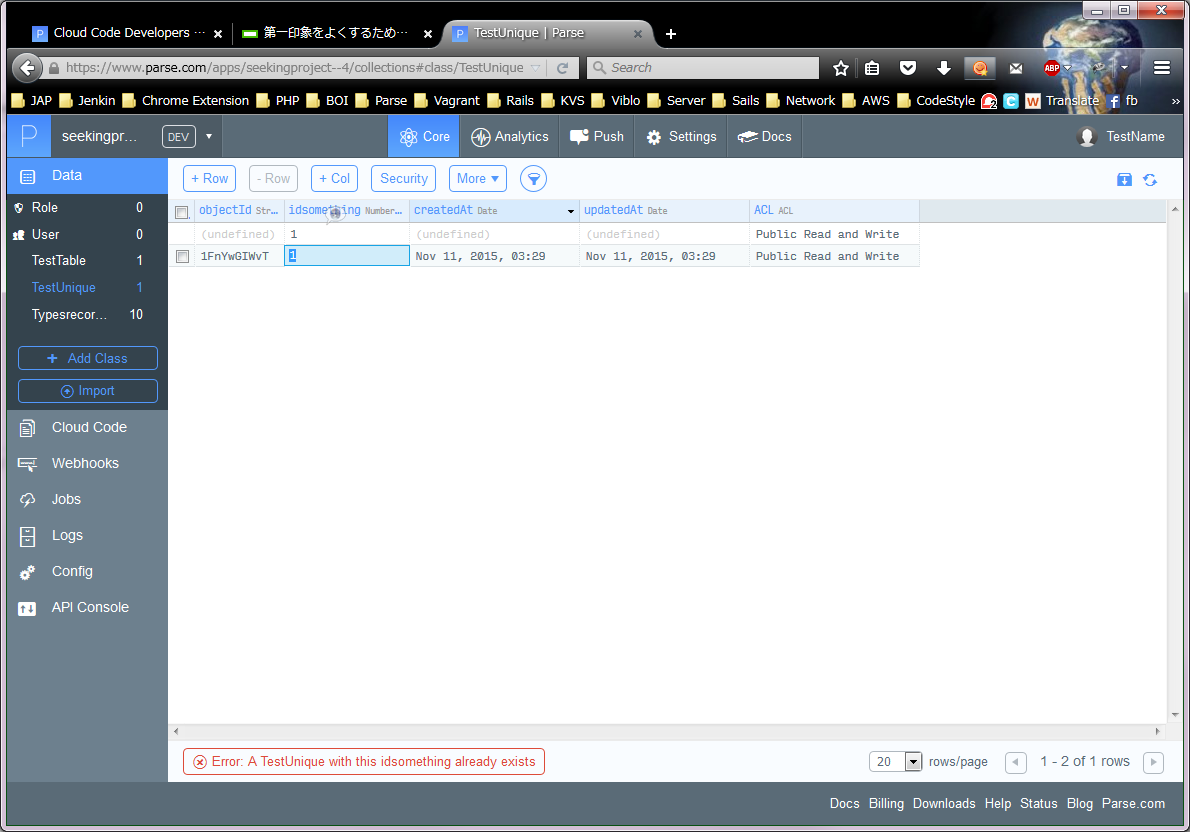 Cloud Code Developers ···
第一印象をよくするため···
TestUnique | Parse
https://www.parse.com/apps/seekingproject--4/collections#class/TestUnique
Search
ABP
JAP Jenkin Chrome Extension PHP BOI Parse Vagrant Rails KVS Viblo Server Sails Network AWS CodeStyle Translate fb »
P seekingpr... DEV Core Analytics Push Settings Docs TestName
Data
Role 0
User 0
TestTable 1
TestUnique 1
Typesrecor... 10
+ Add Class
Import
Cloud Code
Webhooks
Jobs
Logs
Config
API Console
+ Row - Row + Col Security More
objectId Str... idsomething Number... createdAt Date updatedAt Date ACL ACL
(undefined) 1 (undefined) (undefined) Public Read and Write
1FnYwGIWvT 1 Nov 11, 2015, 03:29 Nov 11, 2015, 03:29 Public Read and Write
Error: A TestUnique with this idsomething already exists
20 rows/page 1 - 2 of 1 rows
Docs Billing Downloads Help Status Blog Parse.com